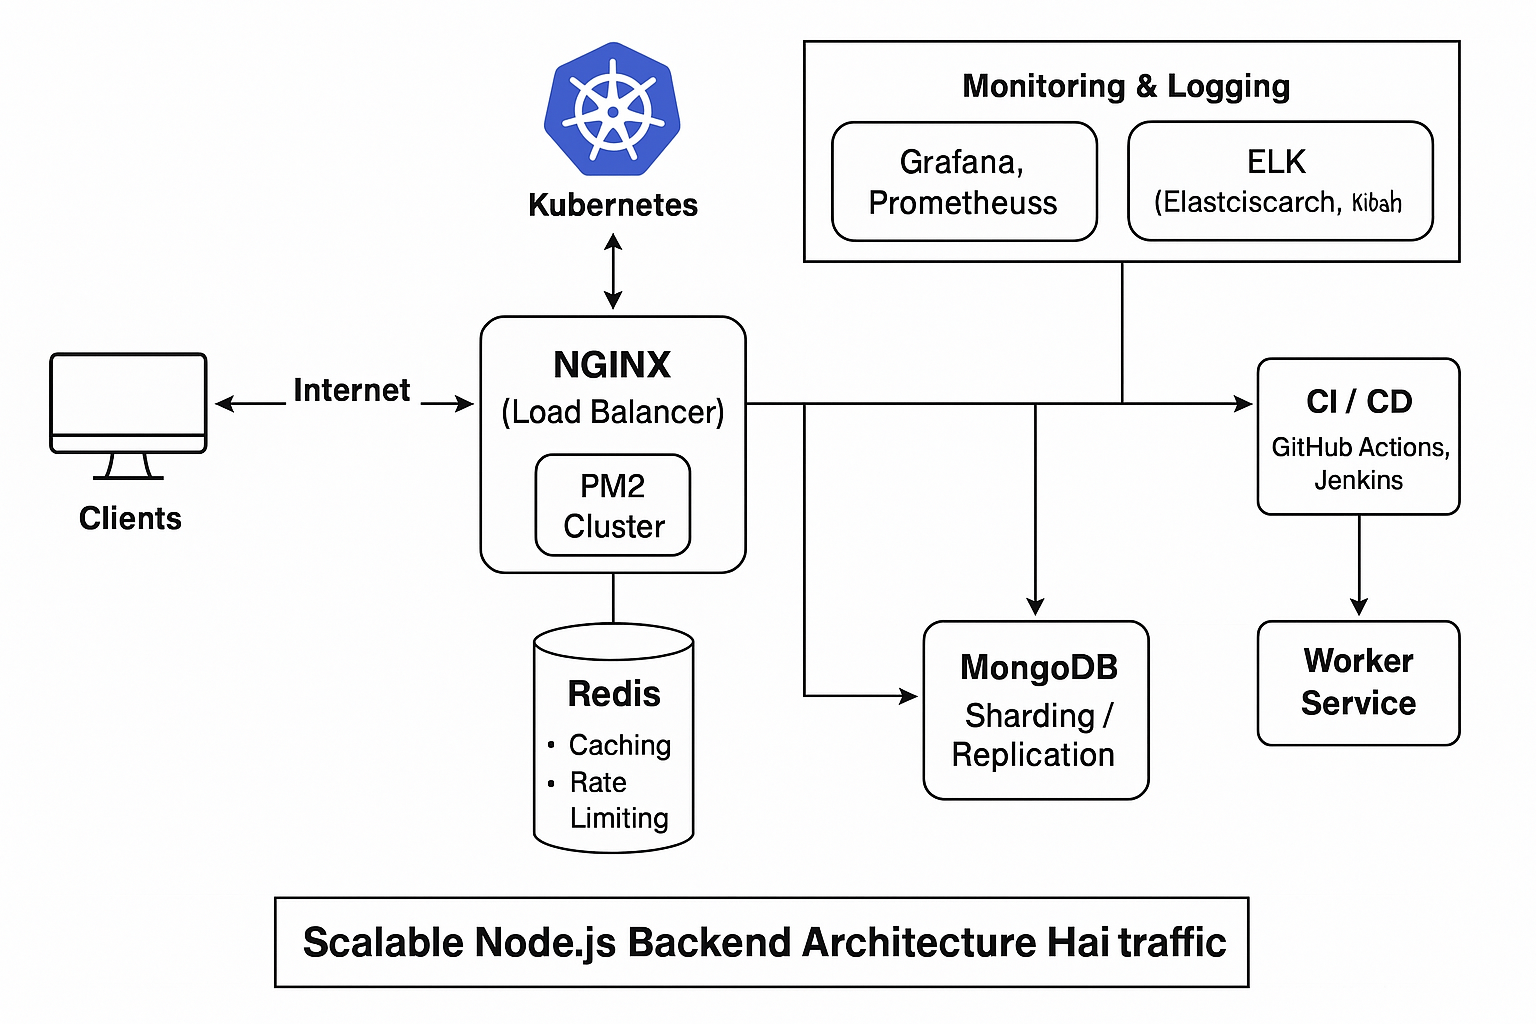 Kubernetes
Monitoring & Logging
Grafana,
Prometheuss
ELK
(Elastciscarch, Kibah
Clients
Internet
NGINX
(Load Balancer)
PM2
Cluster
Redis
• Caching
• Rate
Limiting
MongoDB
Sharding /
Replication
CI / CD
GitHub Actions,
Jenkins
Worker
Service
Scalable Node.js Backend Architecture Hai traffic